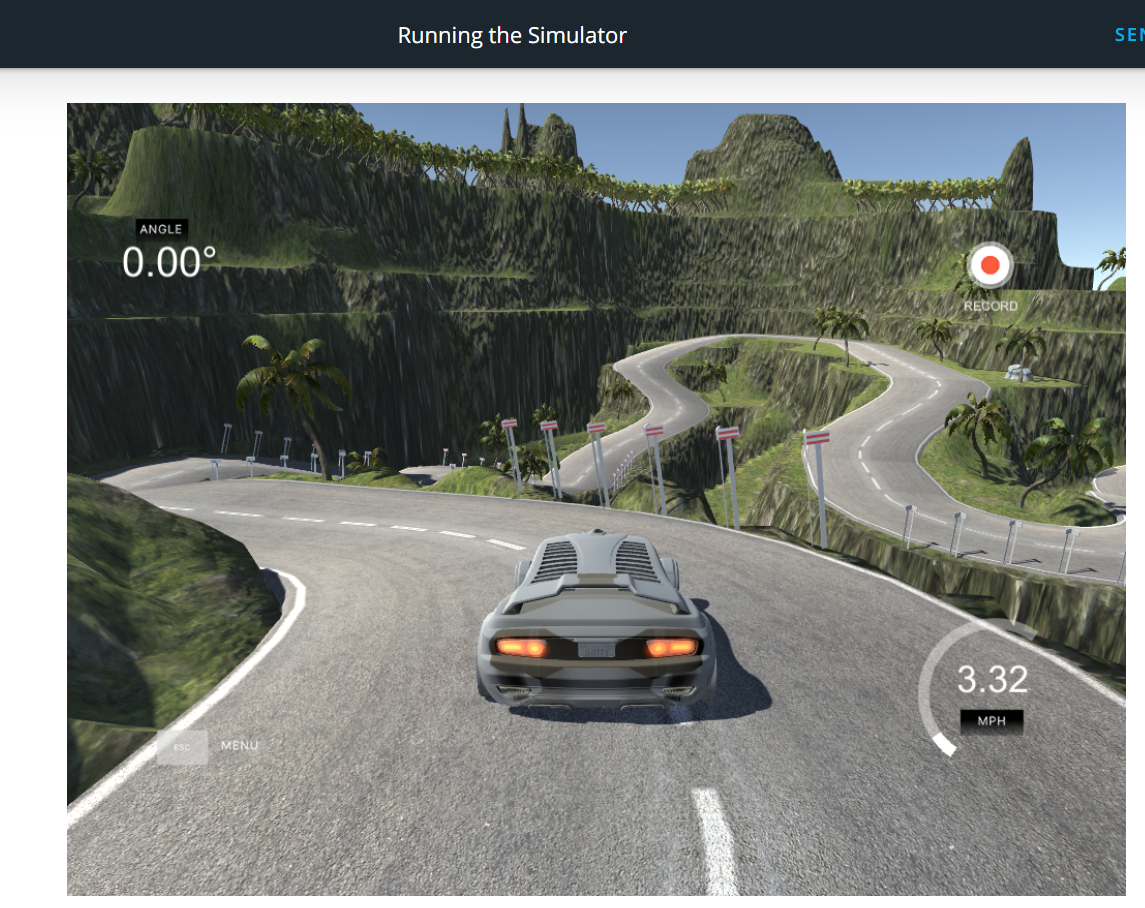 Running the Simulator
SEN
ANGLE
0.00°
RECORD
3.32
MPH
ESC
MENU